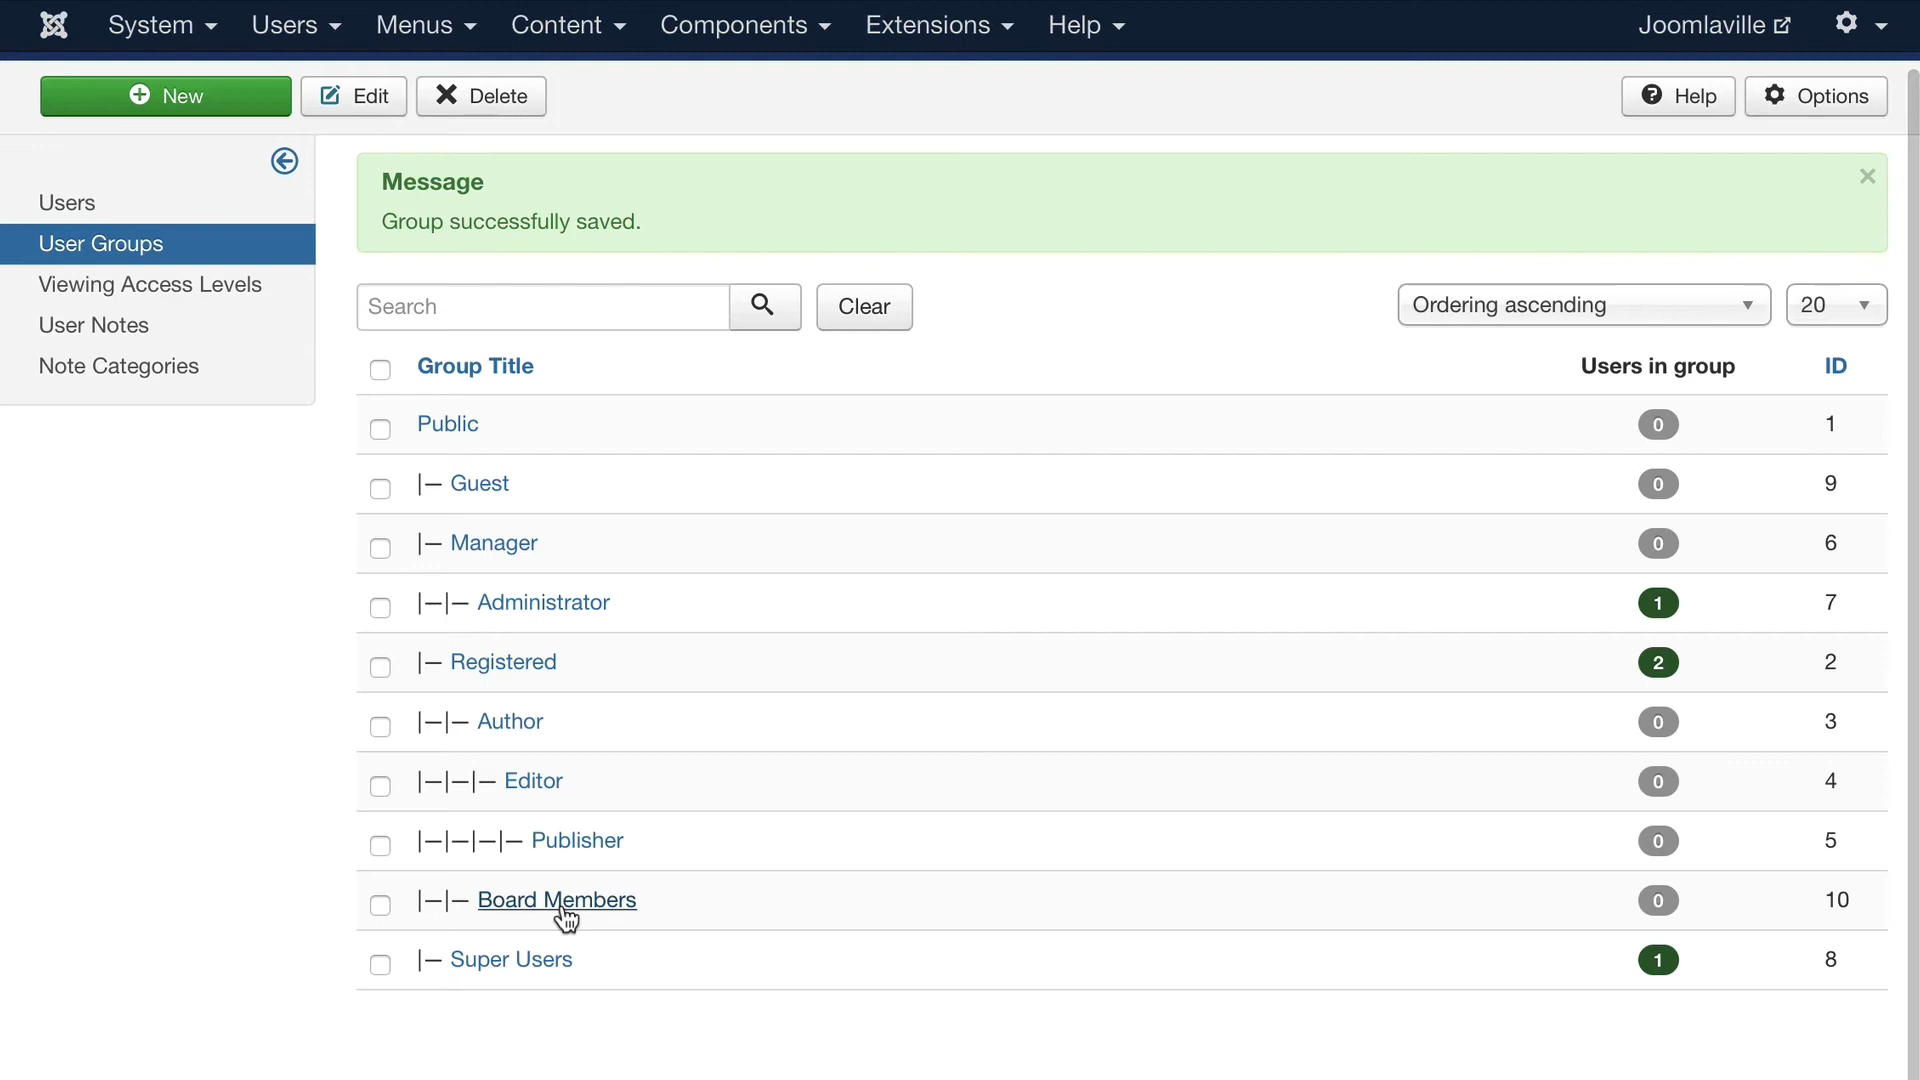 System Users Menus Content Components Extensions Help Joomlaville
New Edit Delete Help Options
Users
User Groups
Viewing Access Levels
User Notes
Note Categories
Message
Group successfully saved.
Search Clear Ordering ascending 20
Group Title Users in group ID
Public 0 1
|— Guest 0 9
|— Manager 0 6
|—|— Administrator 1 7
|— Registered 2 2
|—|— Author 0 3
|—|—|— Editor 0 4
|—|—|—|— Publisher 0 5
|—|— Board Members 0 10
|— Super Users 1 8